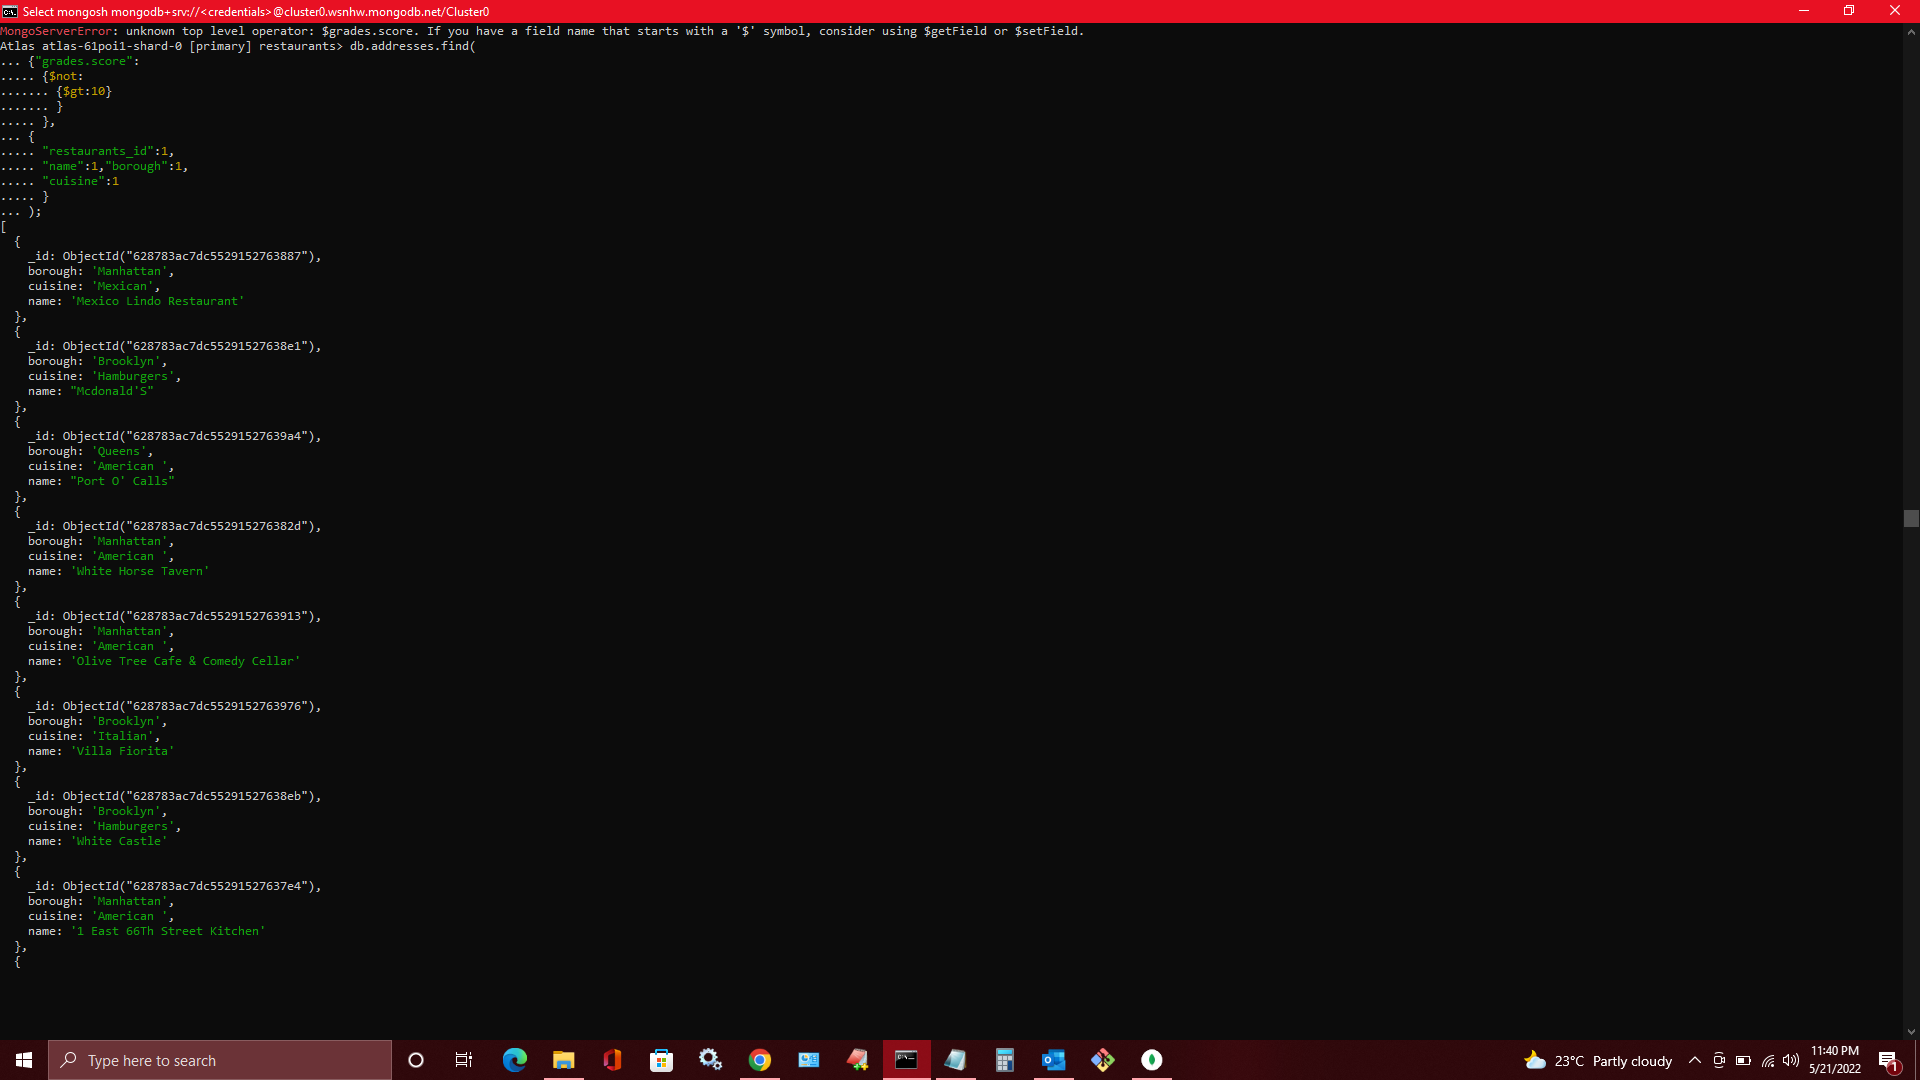 Select mongosh mongodb+srv://<credentials>@cluster0.wsnhw.mongodb.net/Cluster0
MongoServerError: unknown top level operator: $grades.score. If you have a field name that starts with a '$' symbol, consider using $getField or $setField.
Atlas atlas-61poi1-shard-0 [primary] restaurants> db.addresses.find(
... {"grades.score":
..... {$not:
....... {$gt:10}
....... }
..... },
... {
..... "restaurants_id":1,
..... "name":1,"borough":1,
..... "cuisine":1
..... }
... );
[
  {
    _id: ObjectId("628783ac7dc5529152763887"),
    borough: 'Manhattan',
    cuisine: 'Mexican',
    name: 'Mexico Lindo Restaurant'
  },
  {
    _id: ObjectId("628783ac7dc55291527638e1"),
    borough: 'Brooklyn',
    cuisine: 'Hamburgers',
    name: "Mcdonald'S"
  },
  {
    _id: ObjectId("628783ac7dc55291527639a4"),
    borough: 'Queens',
    cuisine: 'American ',
    name: "Port O' Calls"
  },
  {
    _id: ObjectId("628783ac7dc552915276382d"),
    borough: 'Manhattan',
    cuisine: 'American ',
    name: 'White Horse Tavern'
  },
  {
    _id: ObjectId("628783ac7dc5529152763913"),
    borough: 'Manhattan',
    cuisine: 'American ',
    name: 'Olive Tree Cafe & Comedy Cellar'
  },
  {
    _id: ObjectId("628783ac7dc5529152763976"),
    borough: 'Brooklyn',
    cuisine: 'Italian',
    name: 'Villa Fiorita'
  },
  {
    _id: ObjectId("628783ac7dc55291527638eb"),
    borough: 'Brooklyn',
    cuisine: 'Hamburgers',
    name: 'White Castle'
  },
  {
    _id: ObjectId("628783ac7dc55291527637e4"),
    borough: 'Manhattan',
    cuisine: 'American ',
    name: '1 East 66Th Street Kitchen'
  },
  {
Type here to search
23°C Partly cloudy
11:40 PM
5/21/2022
1